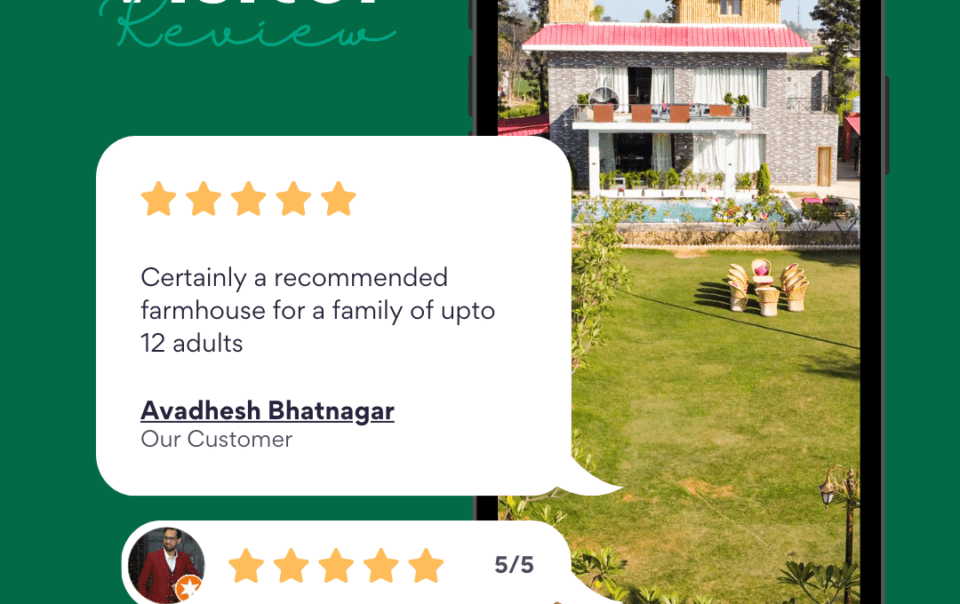 Review
Certainly a recommended
farmhouse for a family of upto
12 adults
Avadhesh Bhatnagar
Our Customer
5/5